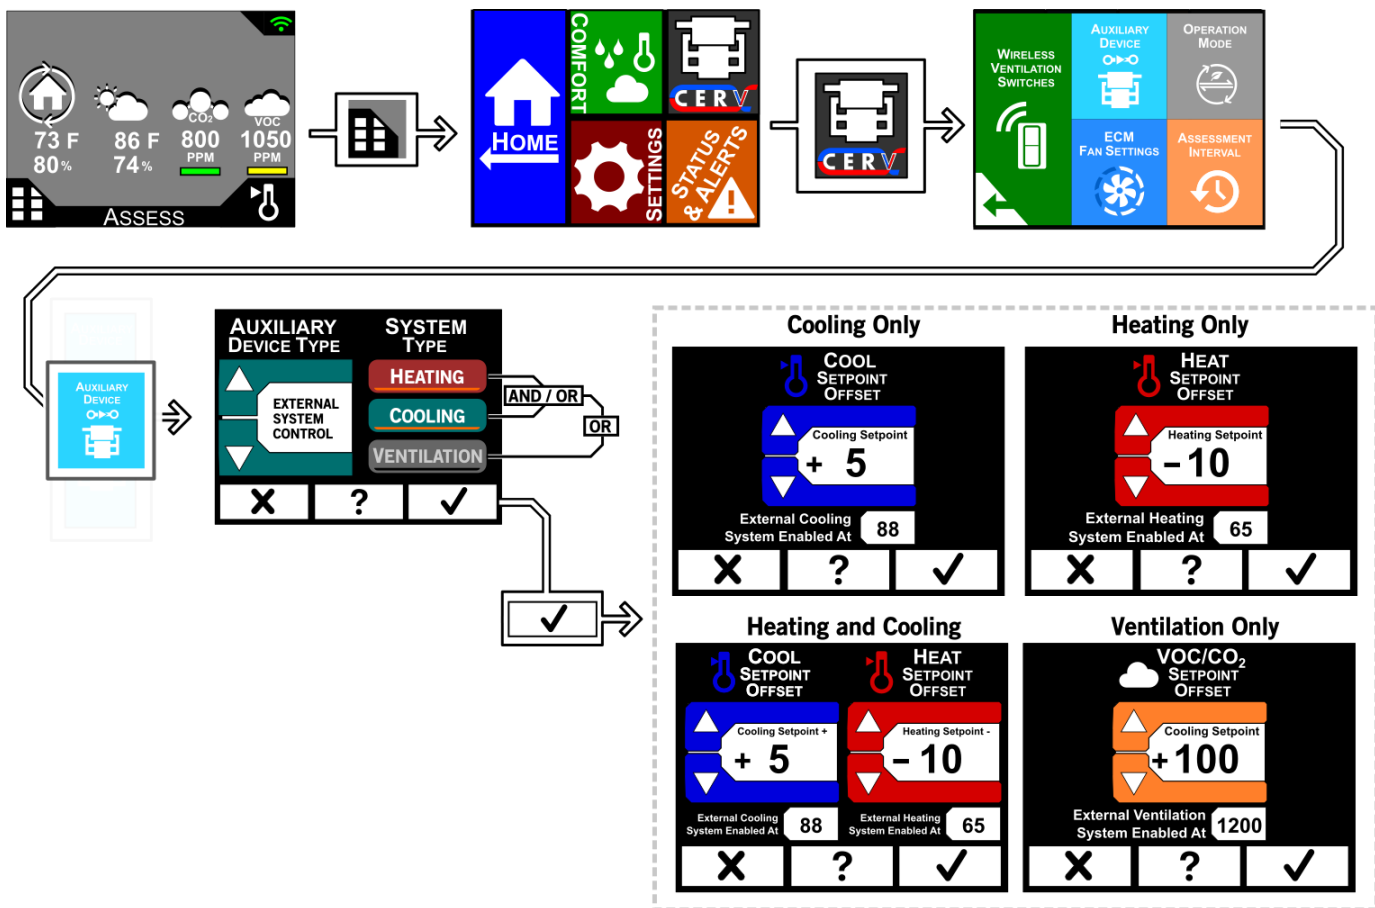 73 F
86 F
CO2
800
PPM
VOC
1050
PPM
80%
74%
ASSESS
HOME
COMFORT
CERV
SETTINGS
STATUS
& ALERTS
CERV
WIRELESS
VENTILATION
SWITCHES
AUXILIARY
DEVICE
OPERATION
MODE
ECM
FAN SETTINGS
ASSESSMENT
INTERVAL
AUXILIARY
DEVICE
AUXILIARY
DEVICE TYPE
SYSTEM
TYPE
EXTERNAL
SYSTEM
CONTROL
HEATING
COOLING
VENTILATION
AND / OR
OR
X
?
✓
✓
Cooling Only
COOL
SETPOINT
OFFSET
Cooling Setpoint
+ 5
External Cooling
System Enabled At
88
X
?
✓
Heating Only
HEAT
SETPOINT
OFFSET
Heating Setpoint
- 10
External Heating
System Enabled At
65
X
?
✓
Heating and Cooling
COOL
SETPOINT
OFFSET
Cooling Setpoint +
+ 5
External Cooling
System Enabled At
88
HEAT
SETPOINT
OFFSET
Heating Setpoint -
- 10
External Heating
System Enabled At
65
X
?
✓
Ventilation Only
VOC/CO2
SETPOINT
OFFSET
Cooling Setpoint
+100
External Ventilation
System Enabled At
1200
X
?
✓